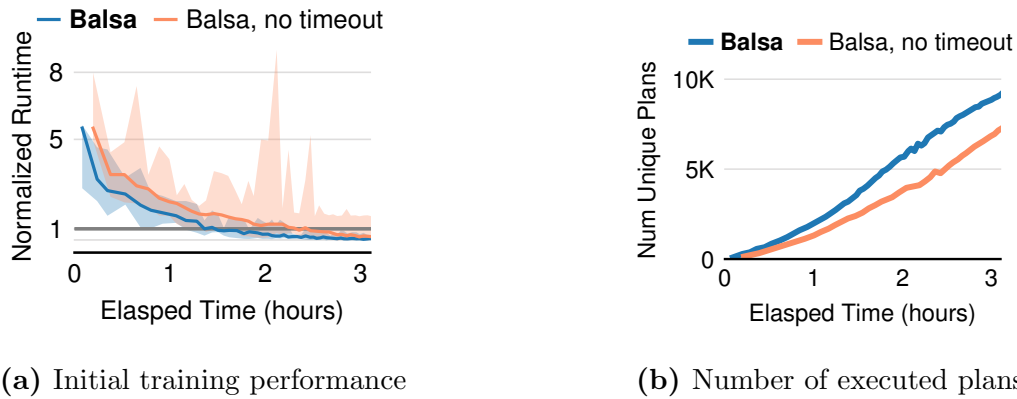 Balsa Balsa, no timeout
Normalized Runtime
8
5
1
0 1 2 3
Elasped Time (hours)
(a) Initial training performance
Balsa Balsa, no timeout
Num Unique Plans
10K
5K
0
0 1 2 3
Elasped Time (hours)
(b) Number of executed plans